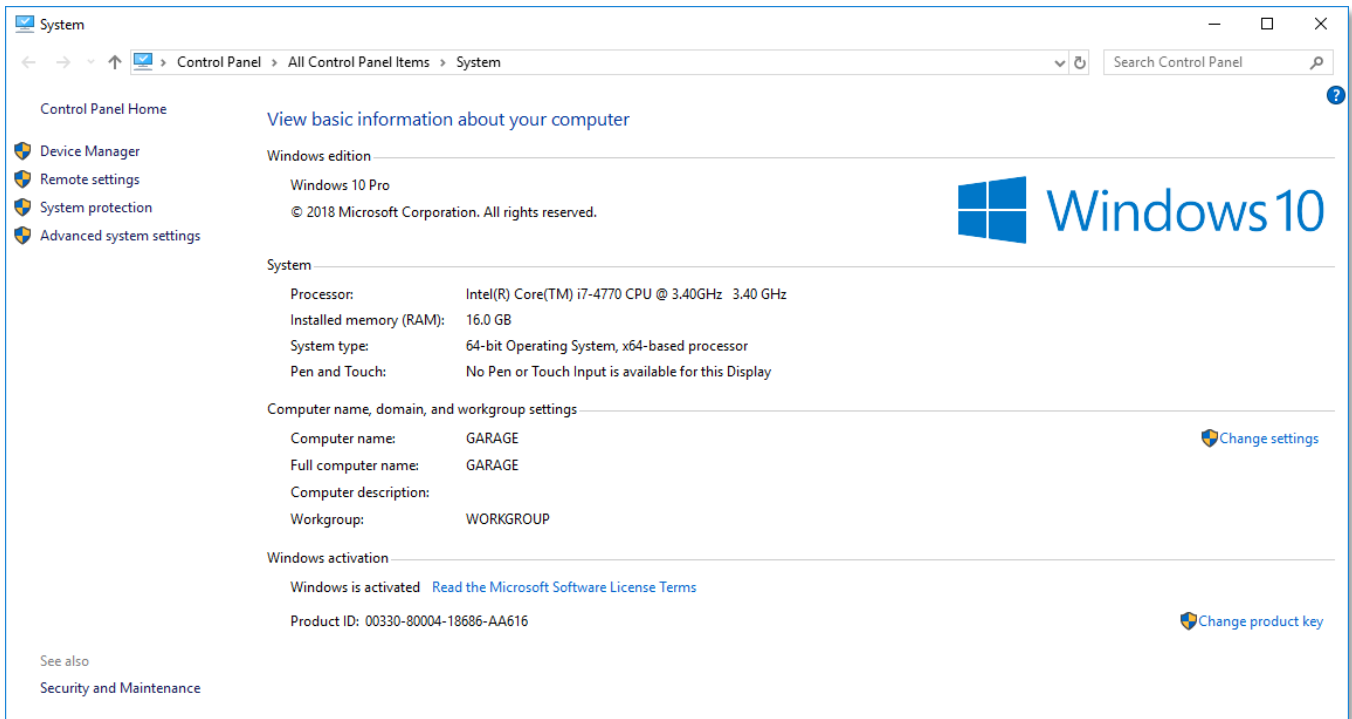 System
Control Panel > All Control Panel Items > System
Search Control Panel
Control Panel Home
Device Manager
Remote settings
System protection
Advanced system settings
See also
Security and Maintenance
?
View basic information about your computer
Windows edition
Windows 10 Pro
© 2018 Microsoft Corporation. All rights reserved.
Windows 10
System
Processor: Intel(R) Core(TM) i7-4770 CPU @ 3.40GHz 3.40 GHz
Installed memory (RAM): 16.0 GB
System type: 64-bit Operating System, x64-based processor
Pen and Touch: No Pen or Touch Input is available for this Display
Computer name, domain, and workgroup settings
Computer name: GARAGE
Change settings
Full computer name: GARAGE
Computer description:
Workgroup: WORKGROUP
Windows activation
Windows is activated Read the Microsoft Software License Terms
Product ID: 00330-80004-18686-AA616
Change product key